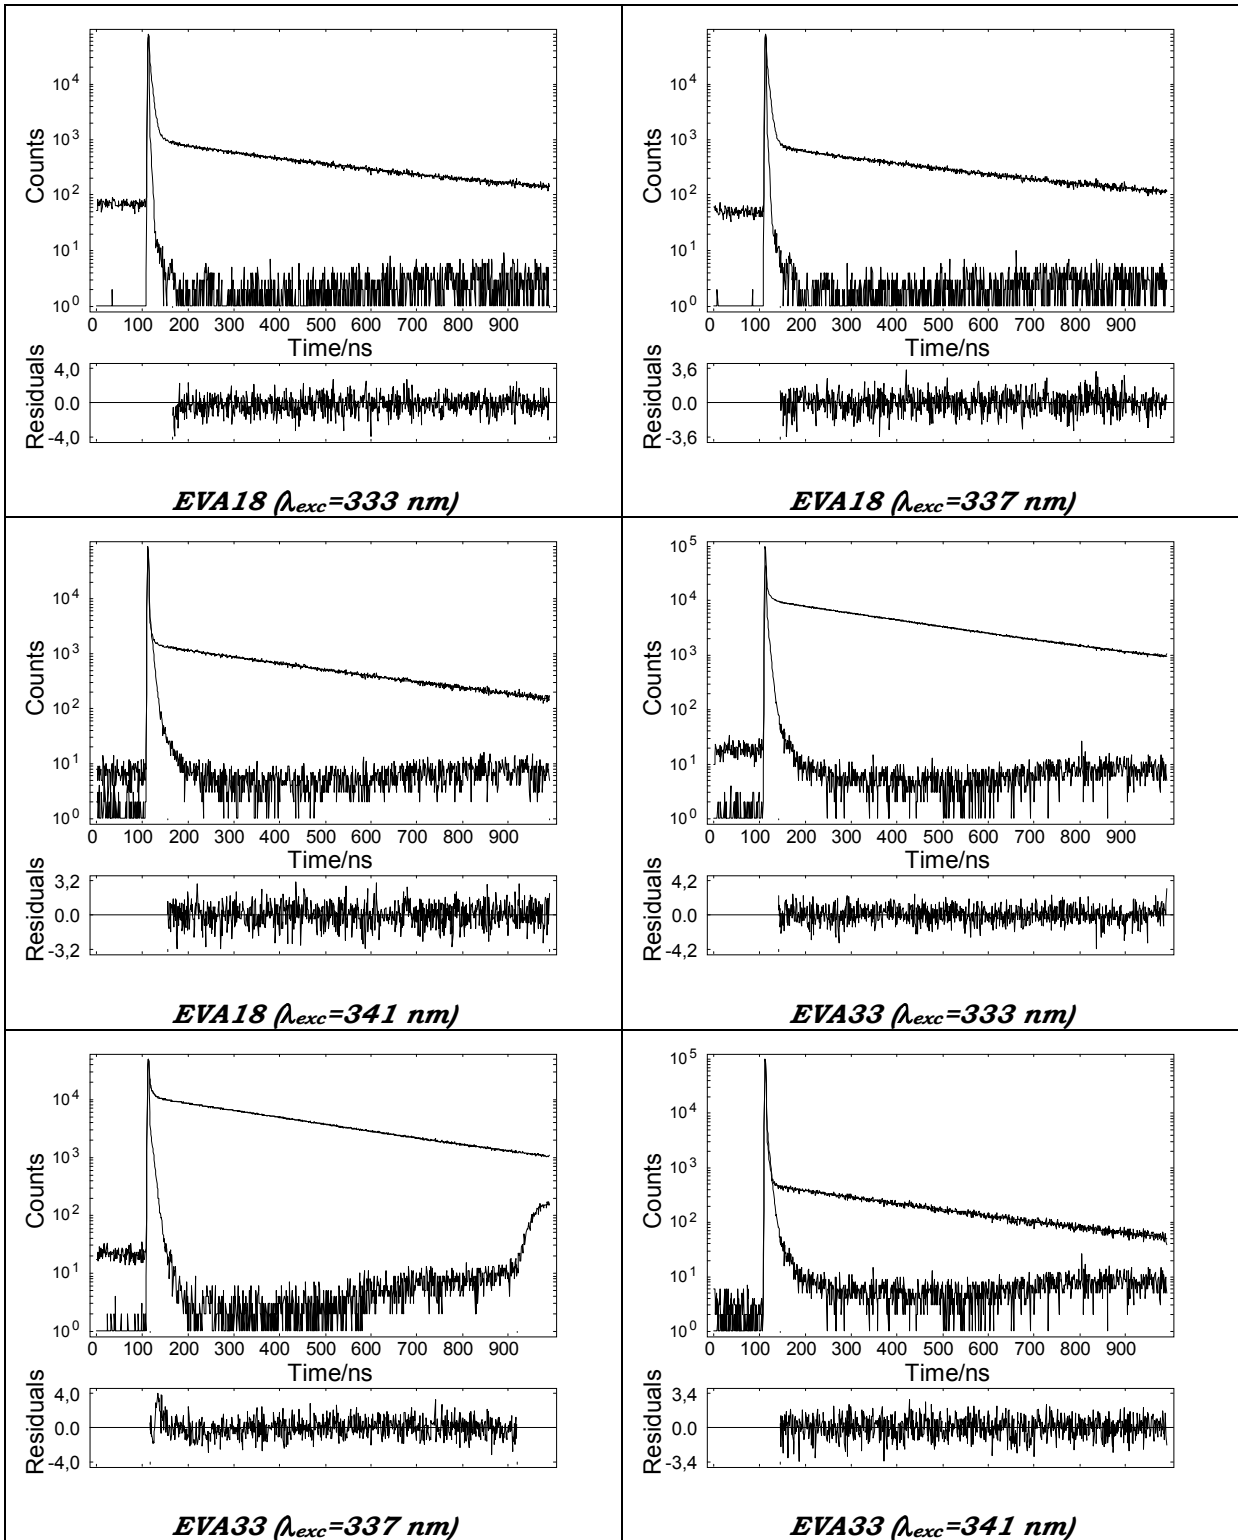 10⁴
10³
10²
10¹
10⁰
Counts
0 100 200 300 400 500 600 700 800 900
Time/ns
4,0
0.0
-4,0
Residuals
EVA18 (λexc=333 nm)
10⁴
10³
10²
10¹
10⁰
Counts
0 100 200 300 400 500 600 700 800 900
Time/ns
3,6
0.0
-3,6
Residuals
EVA18 (λexc=337 nm)
10⁴
10³
10²
10¹
10⁰
Counts
0 100 200 300 400 500 600 700 800 900
Time/ns
3,2
0.0
-3,2
Residuals
EVA18 (λexc=341 nm)
10⁵
10⁴
10³
10²
10¹
10⁰
Counts
0 100 200 300 400 500 600 700 800 900
Time/ns
4,2
0.0
-4,2
Residuals
EVA33 (λexc=333 nm)
10⁴
10³
10²
10¹
10⁰
Counts
0 100 200 300 400 500 600 700 800 900
Time/ns
4,0
0.0
-4,0
Residuals
EVA33 (λexc=337 nm)
10⁵
10⁴
10³
10²
10¹
10⁰
Counts
0 100 200 300 400 500 600 700 800 900
Time/ns
3,4
0.0
-3,4
Residuals
EVA33 (λexc=341 nm)